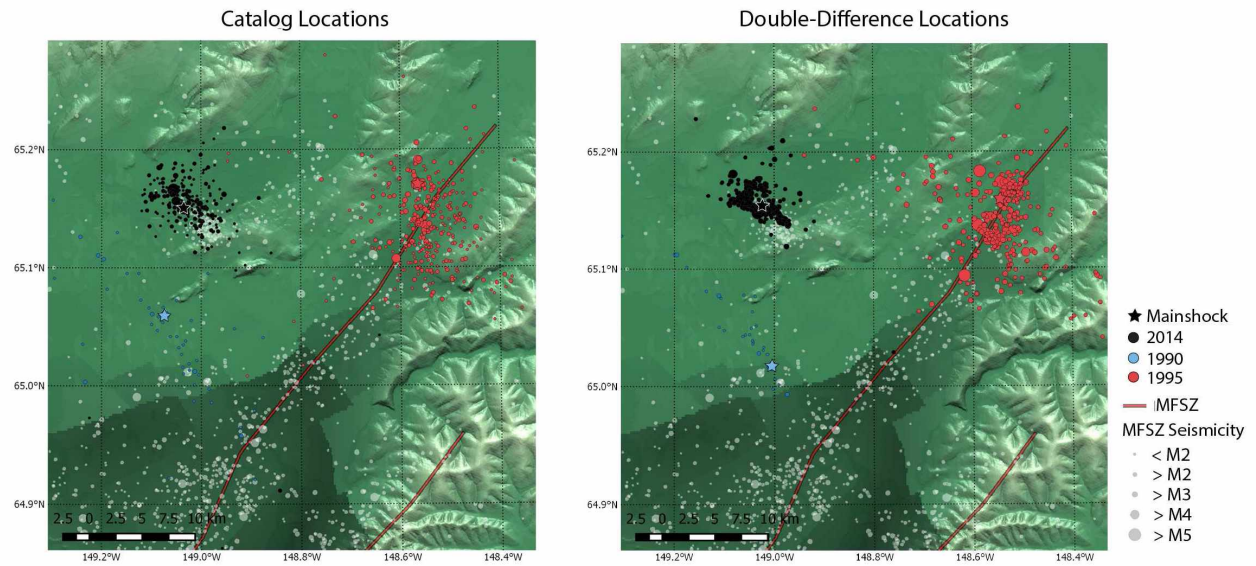 Catalog Locations
Double-Difference Locations
65.2°N
65.1°N
65.0°N
64.9°N
2.5 0 2.5 5 7.5 10 km
149.2°W 149.0°W 148.8°W 148.6°W 148.4°W
65.2°N
65.1°N
65.0°N
64.9°N
2.5 0 2.5 5 7.5 10 km
149.2°W 149.0°W 148.8°W 148.6°W 148.4°W
Mainshock
2014
1990
1995
MFSZ
MFSZ Seismicity
< M2
> M2
> M3
> M4
> M5